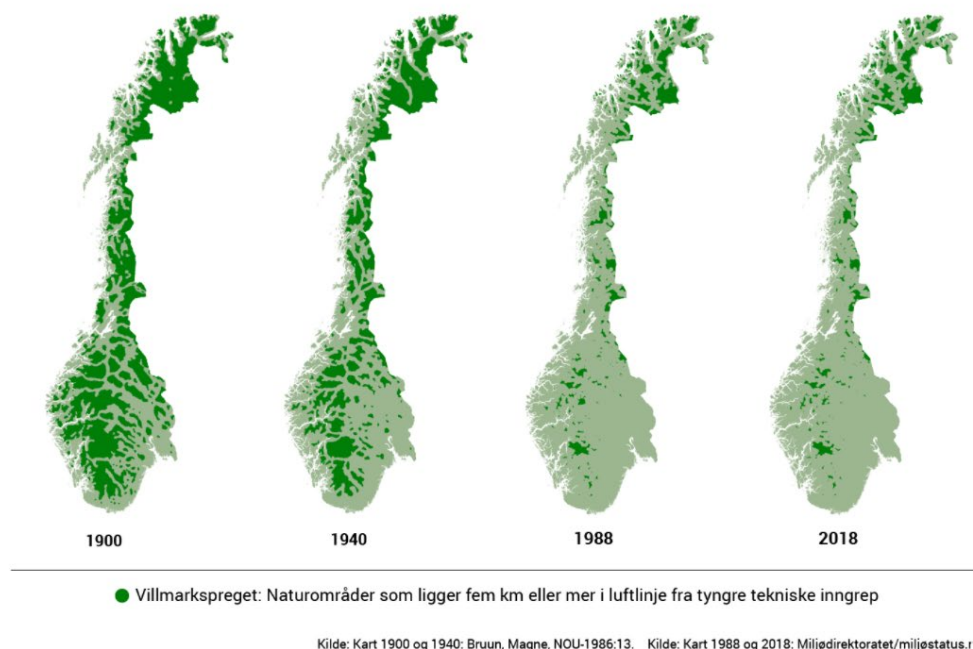 1900
1940
1988
2018
Villmarkspreget: Naturområder som ligger fem km eller mer i luftlinje fra tyngre tekniske inngrep
Kilde: Kart 1900 og 1940: Bruun, Magne, NOU-1986:13. Kilde: Kart 1988 og 2018: Miljødirektoratet/miljøstatus.r